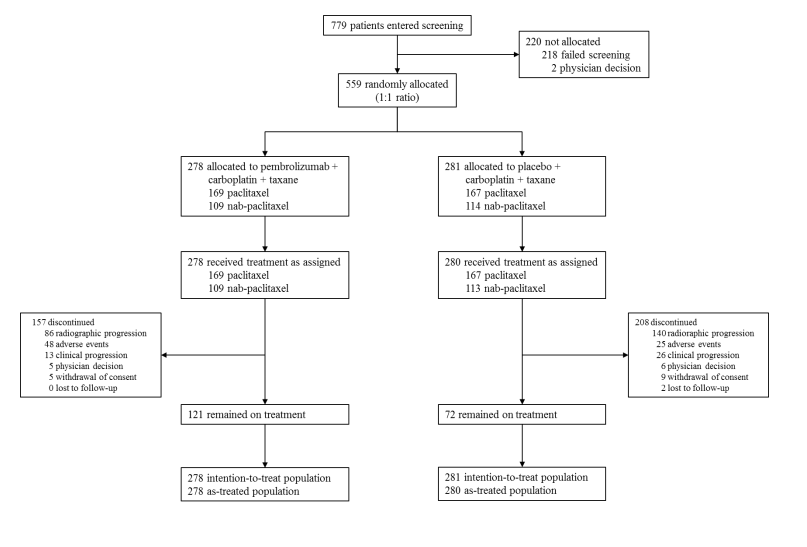 779 patients entered screening
220 not allocated
218 failed screening
2 physician decision
559 randomly allocated
(1:1 ratio)
278 allocated to pembrolizumab +
carboplatin + taxane
169 paclitaxel
109 nab-paclitaxel
281 allocated to placebo +
carboplatin + taxane
167 paclitaxel
114 nab-paclitaxel
278 received treatment as assigned
169 paclitaxel
109 nab-paclitaxel
280 received treatment as assigned
167 paclitaxel
113 nab-paclitaxel
157 discontinued
86 radiographic progression
48 adverse events
13 clinical progression
5 physician decision
5 withdrawal of consent
0 lost to follow-up
208 discontinued
140 radioraphic progression
25 adverse events
26 clinical progression
6 physician decision
9 withdrawal of consent
2 lost to follow-up
121 remained on treatment
72 remained on treatment
278 intention-to-treat population
278 as-treated population
281 intention-to-treat population
280 as-treated population